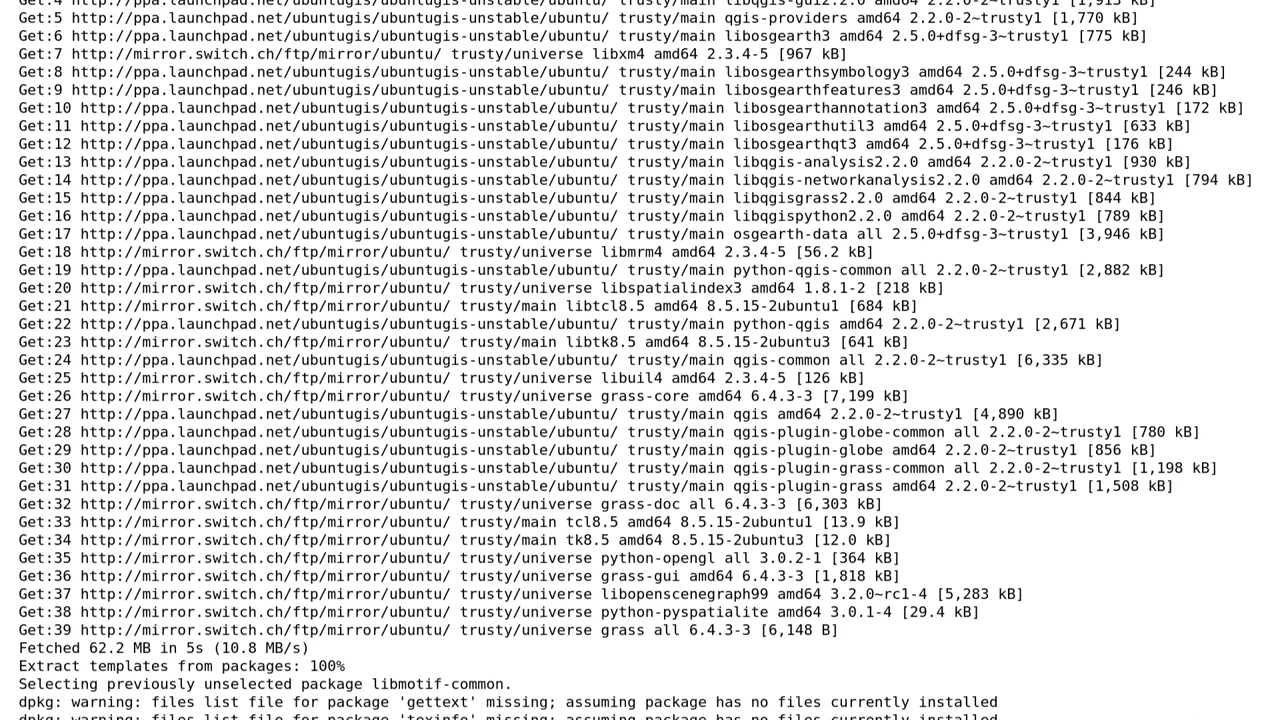 Get:4 http://ppa.launchpad.net/ubuntugis/ubuntugis-unstable/ubuntu/ trusty/main libqgis-gui2.2.0 amd64 2.2.0-2~trusty1 [1,913 kB]
Get:5 http://ppa.launchpad.net/ubuntugis/ubuntugis-unstable/ubuntu/ trusty/main qgis-providers amd64 2.2.0-2~trusty1 [1,770 kB]
Get:6 http://ppa.launchpad.net/ubuntugis/ubuntugis-unstable/ubuntu/ trusty/main libosgearth3 amd64 2.5.0+dfsg-3~trusty1 [775 kB]
Get:7 http://mirror.switch.ch/ftp/mirror/ubuntu/ trusty/universe libxm4 amd64 2.3.4-5 [967 kB]
Get:8 http://ppa.launchpad.net/ubuntugis/ubuntugis-unstable/ubuntu/ trusty/main libosgearthsymbology3 amd64 2.5.0+dfsg-3~trusty1 [244 kB]
Get:9 http://ppa.launchpad.net/ubuntugis/ubuntugis-unstable/ubuntu/ trusty/main libosgearthfeatures3 amd64 2.5.0+dfsg-3~trusty1 [246 kB]
Get:10 http://ppa.launchpad.net/ubuntugis/ubuntugis-unstable/ubuntu/ trusty/main libosgearthannotation3 amd64 2.5.0+dfsg-3~trusty1 [172 kB]
Get:11 http://ppa.launchpad.net/ubuntugis/ubuntugis-unstable/ubuntu/ trusty/main libosgearthutil3 amd64 2.5.0+dfsg-3~trusty1 [633 kB]
Get:12 http://ppa.launchpad.net/ubuntugis/ubuntugis-unstable/ubuntu/ trusty/main libosgearthqt3 amd64 2.5.0+dfsg-3~trusty1 [176 kB]
Get:13 http://ppa.launchpad.net/ubuntugis/ubuntugis-unstable/ubuntu/ trusty/main libqgis-analysis2.2.0 amd64 2.2.0-2~trusty1 [930 kB]
Get:14 http://ppa.launchpad.net/ubuntugis/ubuntugis-unstable/ubuntu/ trusty/main libqgis-networkanalysis2.2.0 amd64 2.2.0-2~trusty1 [794 kB]
Get:15 http://ppa.launchpad.net/ubuntugis/ubuntugis-unstable/ubuntu/ trusty/main libqgisgrass2.2.0 amd64 2.2.0-2~trusty1 [844 kB]
Get:16 http://ppa.launchpad.net/ubuntugis/ubuntugis-unstable/ubuntu/ trusty/main libqgispython2.2.0 amd64 2.2.0-2~trusty1 [789 kB]
Get:17 http://ppa.launchpad.net/ubuntugis/ubuntugis-unstable/ubuntu/ trusty/main osgearth-data all 2.5.0+dfsg-3~trusty1 [3,946 kB]
Get:18 http://mirror.switch.ch/ftp/mirror/ubuntu/ trusty/universe libmrm4 amd64 2.3.4-5 [56.2 kB]
Get:19 http://ppa.launchpad.net/ubuntugis/ubuntugis-unstable/ubuntu/ trusty/main python-qgis-common all 2.2.0-2~trusty1 [2,882 kB]
Get:20 http://mirror.switch.ch/ftp/mirror/ubuntu/ trusty/universe libspatialindex3 amd64 1.8.1-2 [218 kB]
Get:21 http://mirror.switch.ch/ftp/mirror/ubuntu/ trusty/main libtcl8.5 amd64 8.5.15-2ubuntu1 [684 kB]
Get:22 http://ppa.launchpad.net/ubuntugis/ubuntugis-unstable/ubuntu/ trusty/main python-qgis amd64 2.2.0-2~trusty1 [2,671 kB]
Get:23 http://mirror.switch.ch/ftp/mirror/ubuntu/ trusty/main libtk8.5 amd64 8.5.15-2ubuntu3 [641 kB]
Get:24 http://ppa.launchpad.net/ubuntugis/ubuntugis-unstable/ubuntu/ trusty/main qgis-common all 2.2.0-2~trusty1 [6,335 kB]
Get:25 http://mirror.switch.ch/ftp/mirror/ubuntu/ trusty/universe libuil4 amd64 2.3.4-5 [126 kB]
Get:26 http://mirror.switch.ch/ftp/mirror/ubuntu/ trusty/universe grass-core amd64 6.4.3-3 [7,199 kB]
Get:27 http://ppa.launchpad.net/ubuntugis/ubuntugis-unstable/ubuntu/ trusty/main qgis amd64 2.2.0-2~trusty1 [4,890 kB]
Get:28 http://ppa.launchpad.net/ubuntugis/ubuntugis-unstable/ubuntu/ trusty/main qgis-plugin-globe-common all 2.2.0-2~trusty1 [780 kB]
Get:29 http://ppa.launchpad.net/ubuntugis/ubuntugis-unstable/ubuntu/ trusty/main qgis-plugin-globe amd64 2.2.0-2~trusty1 [856 kB]
Get:30 http://ppa.launchpad.net/ubuntugis/ubuntugis-unstable/ubuntu/ trusty/main qgis-plugin-grass-common all 2.2.0-2~trusty1 [1,198 kB]
Get:31 http://ppa.launchpad.net/ubuntugis/ubuntugis-unstable/ubuntu/ trusty/main qgis-plugin-grass amd64 2.2.0-2~trusty1 [1,508 kB]
Get:32 http://mirror.switch.ch/ftp/mirror/ubuntu/ trusty/universe grass-doc all 6.4.3-3 [6,303 kB]
Get:33 http://mirror.switch.ch/ftp/mirror/ubuntu/ trusty/main tcl8.5 amd64 8.5.15-2ubuntu1 [13.9 kB]
Get:34 http://mirror.switch.ch/ftp/mirror/ubuntu/ trusty/main tk8.5 amd64 8.5.15-2ubuntu3 [12.0 kB]
Get:35 http://mirror.switch.ch/ftp/mirror/ubuntu/ trusty/universe python-opengl all 3.0.2-1 [364 kB]
Get:36 http://mirror.switch.ch/ftp/mirror/ubuntu/ trusty/universe grass-gui amd64 6.4.3-3 [1,818 kB]
Get:37 http://mirror.switch.ch/ftp/mirror/ubuntu/ trusty/universe libopenscenegraph99 amd64 3.2.0~rc1-4 [5,283 kB]
Get:38 http://mirror.switch.ch/ftp/mirror/ubuntu/ trusty/universe python-pyspatialite amd64 3.0.1-4 [29.4 kB]
Get:39 http://mirror.switch.ch/ftp/mirror/ubuntu/ trusty/universe grass all 6.4.3-3 [6,148 B]
Fetched 62.2 MB in 5s (10.8 MB/s)
Extract templates from packages: 100%
Selecting previously unselected package libmotif-common.
dpkg: warning: files list file for package 'gettext' missing; assuming package has no files currently installed
dpkg: warning: files list file for package 'texinfo' missing; assuming package has no files currently installed